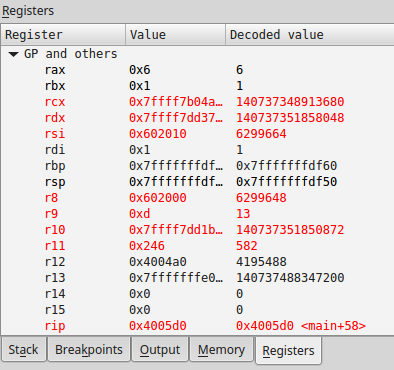 Registers
Register Value Decoded value
GP and others
rax 0x6 6
rbx 0x1 1
rcx 0x7ffff7b04a… 140737348913680
rdx 0x7ffff7dd37… 140737351858048
rsi 0x602010 6299664
rdi 0x1 1
rbp 0x7fffffffdf… 0x7fffffffdf60
rsp 0x7fffffffdf… 0x7fffffffdf50
r8 0x602000 6299648
r9 0xd 13
r10 0x7ffff7dd1b… 140737351850872
r11 0x246 582
r12 0x4004a0 4195488
r13 0x7fffffffe0… 140737488347200
r14 0x0 0
r15 0x0 0
rip 0x4005d0 0x4005d0 <main+58>
Stack Breakpoints Output Memory Registers